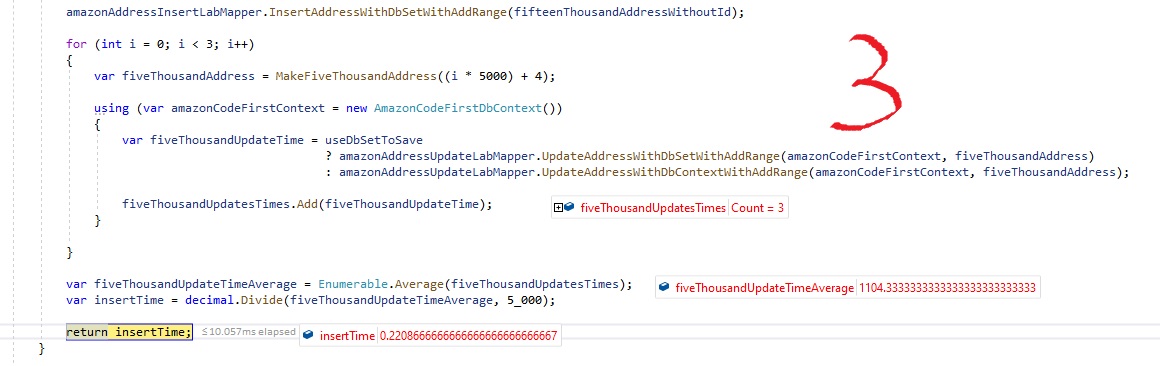 amazonAddressInsertLabMapper.InsertAddressWithDbSetWithAddRange(fifteenThousandAddressWithoutId);
for (int i = 0; i < 3; i++)
{
var fiveThousandAddress = MakeFiveThousandAddress((i * 5000) + 4);
using (var amazonCodeFirstContext = new AmazonCodeFirstDbContext())
{
var fiveThousandUpdateTime = useDbSetToSave
? amazonAddressUpdateLabMapper.UpdateAddressWithDbSetWithAddRange(amazonCodeFirstContext, fiveThousandAddress)
: amazonAddressUpdateLabMapper.UpdateAddressWithDbContextWithAddRange(amazonCodeFirstContext, fiveThousandAddress);
fiveThousandUpdatesTimes.Add(fiveThousandUpdateTime); fiveThousandUpdatesTimes Count = 3
}
}
var fiveThousandUpdateTimeAverage = Enumerable.Average(fiveThousandUpdatesTimes); fiveThousandUpdateTimeAverage 1104.3333333333333333333333333
var insertTime = decimal.Divide(fiveThousandUpdateTimeAverage, 5_000);
return insertTime; ≤10.057ms elapsed insertTime 0.2208666666666666666666666667
}
3